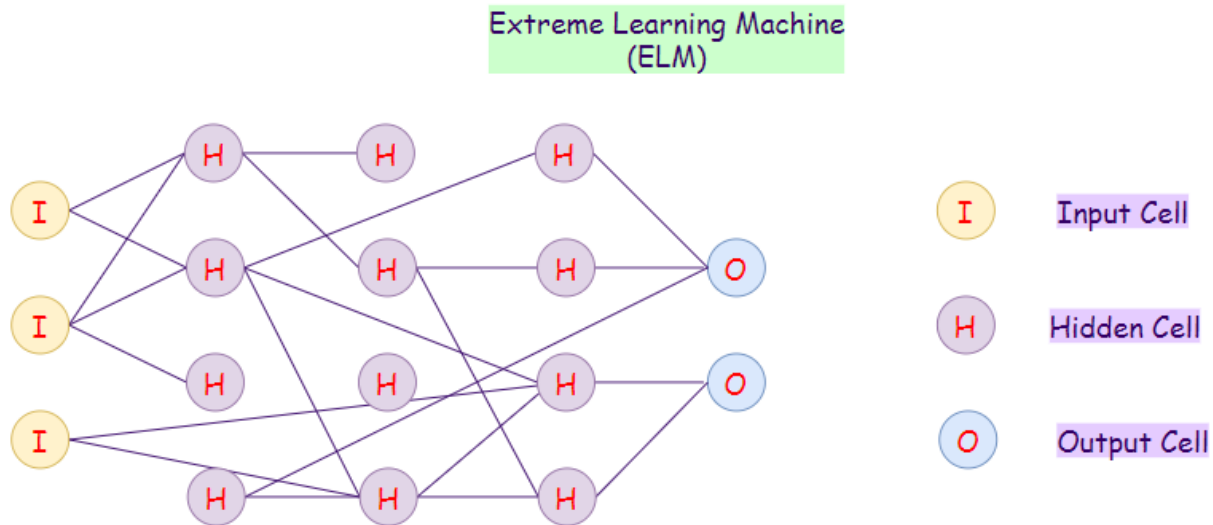 Extreme Learning Machine
(ELM)
H H H
I I Input Cell
H H H O
I H Hidden Cell
H H H O
I O Output Cell
H H H